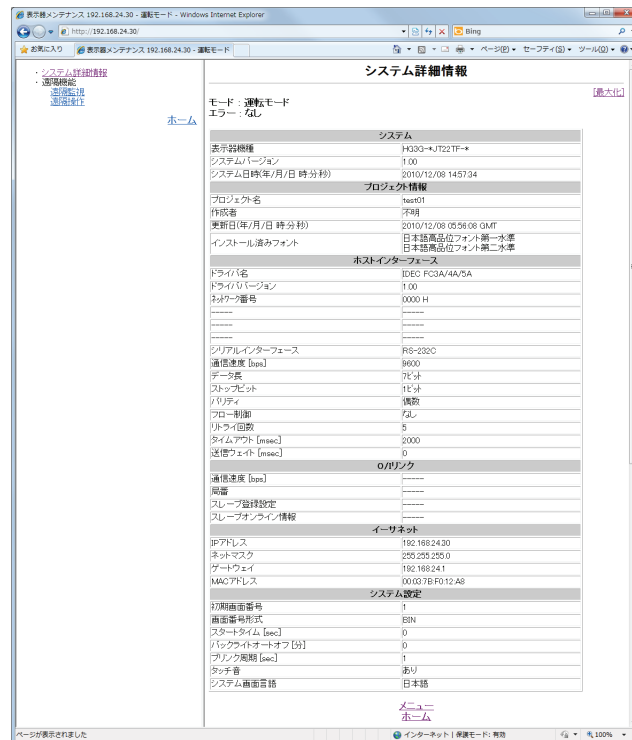 表示器メンテナンス 192.168.24.30 - 運転モード - Windows Internet Explorer
http://192.168.24.30/
Bing
お気に入り
表示器メンテナンス 192.168.24.30 - 運転モード
ページ(P)
セーフティ(S)
ツール(O)
・システム詳細情報
・遠隔機能
遠隔監視
遠隔操作
ホーム
システム詳細情報
[最大化]
モード : 運転モード
エラー : なし
システム
表示器機種 HG3G-*JT22TF-*
システムバージョン 1.00
システム日時(年/月/日 時:分:秒) 2010/12/08 14:57:34
プロジェクト情報
プロジェクト名 test01
作成者 不明
更新日(年/月/日 時:分:秒) 2010/12/08 05:56:08 GMT
インストール済みフォント 日本語高品位フォント第一水準
日本語高品位フォント第二水準
ホストインターフェース
ドライバ名 IDEC FC3A/4A/5A
ドライババージョン 1.00
ネットワーク番号 0000 H
----- -----
----- -----
----- -----
シリアルインターフェース RS-232C
通信速度 [bps] 9600
データ長 7ビット
ストップビット 1ビット
パリティ 偶数
フロー制御 なし
リトライ回数 5
タイムアウト [msec] 2000
送信ウェイト [msec] 0
O/Iリンク
通信速度 [bps] -----
局番 -----
スレーブ登録設定 -----
スレーブオンライン情報 -----
イーサネット
IPアドレス 192.168.24.30
ネットマスク 255.255.255.0
ゲートウェイ 192.168.24.1
MACアドレス 00:03:7B:F0:12:A8
システム設定
初期画面番号 1
画面番号形式 BIN
スタートタイム [sec] 0
バックライトオートオフ [分] 0
ブリンク周期 [sec] 1
タッチ音 あり
システム画面言語 日本語
メニュー
ホーム
ページが表示されました
インターネット | 保護モード: 有効
100%